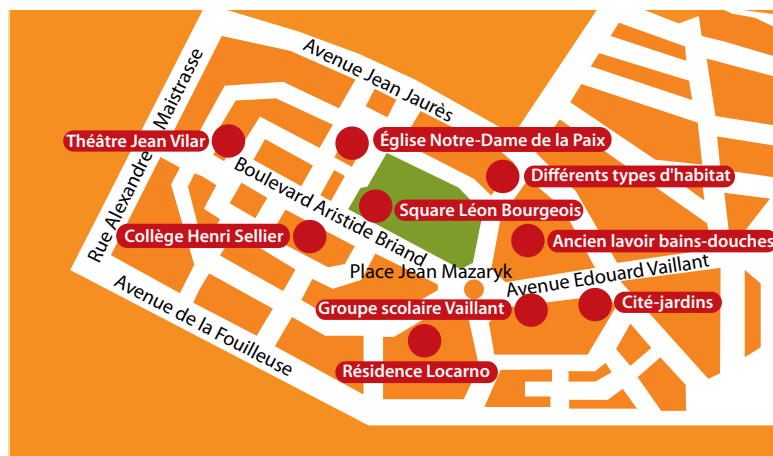 Avenue Jean Jaurès
Rue Alexandre Maistrasse
Théâtre Jean Vilar
Église Notre-Dame de la Paix
Différents types d'habitat
Boulevard Aristide Briand
Square Léon Bourgeois
Collège Henri Sellier
Ancien lavoir bains-douches
Place Jean Mazaryk
Avenue Edouard Vaillant
Groupe scolaire Vaillant
Cité-jardins
Avenue de la Fouilleuse
Résidence Locarno